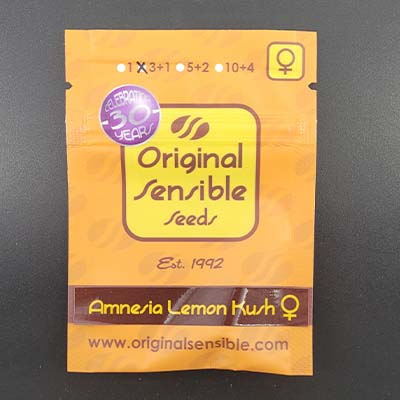 1 X 3+1 5+2 10+4
CELEBRATING
30
YEARS
Original
Sensible
Seeds
Est. 1992
Amnesia Lemon Kush ♀
www.originalsensible.com